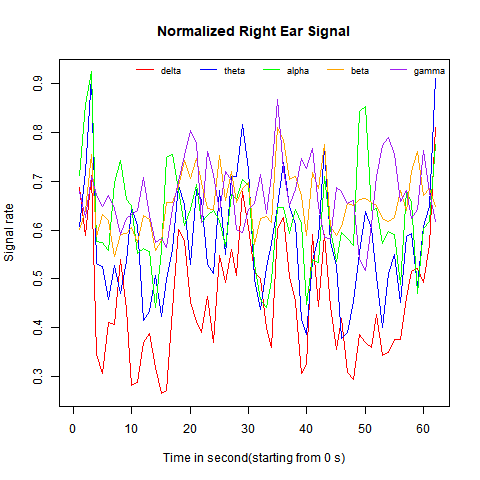 Normalized Right Ear Signal
delta theta alpha beta gamma
Signal rate
0.9
0.8
0.7
0.6
0.5
0.4
0.3
0 10 20 30 40 50 60
Time in second(starting from 0 s)